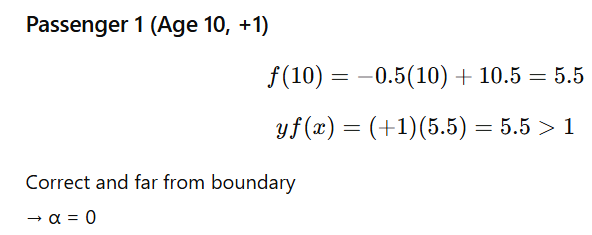 Passenger 1 (Age 10, +1)
f(10) = −0.5(10) + 10.5 = 5.5
yf(x) = (+1)(5.5) = 5.5 > 1
Correct and far from boundary
→ α = 0